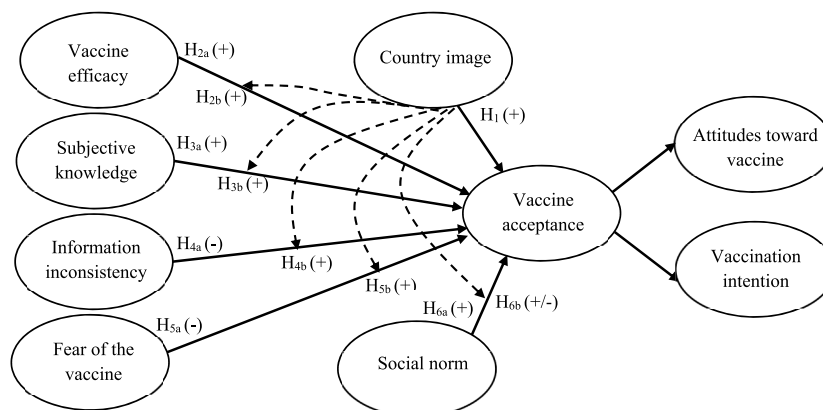 Vaccine
efficacy
H2a (+)
H2b (+)
Country image
H1 (+)
Subjective
knowledge
H3a (+)
H3b (+)
Attitudes toward
vaccine
Vaccine
acceptance
Information
inconsistency
H4a (-)
H4b (+)
Vaccination
intention
H5b (+)
H6a (+)
H6b (+/-)
H5a (-)
Fear of the
vaccine
Social norm